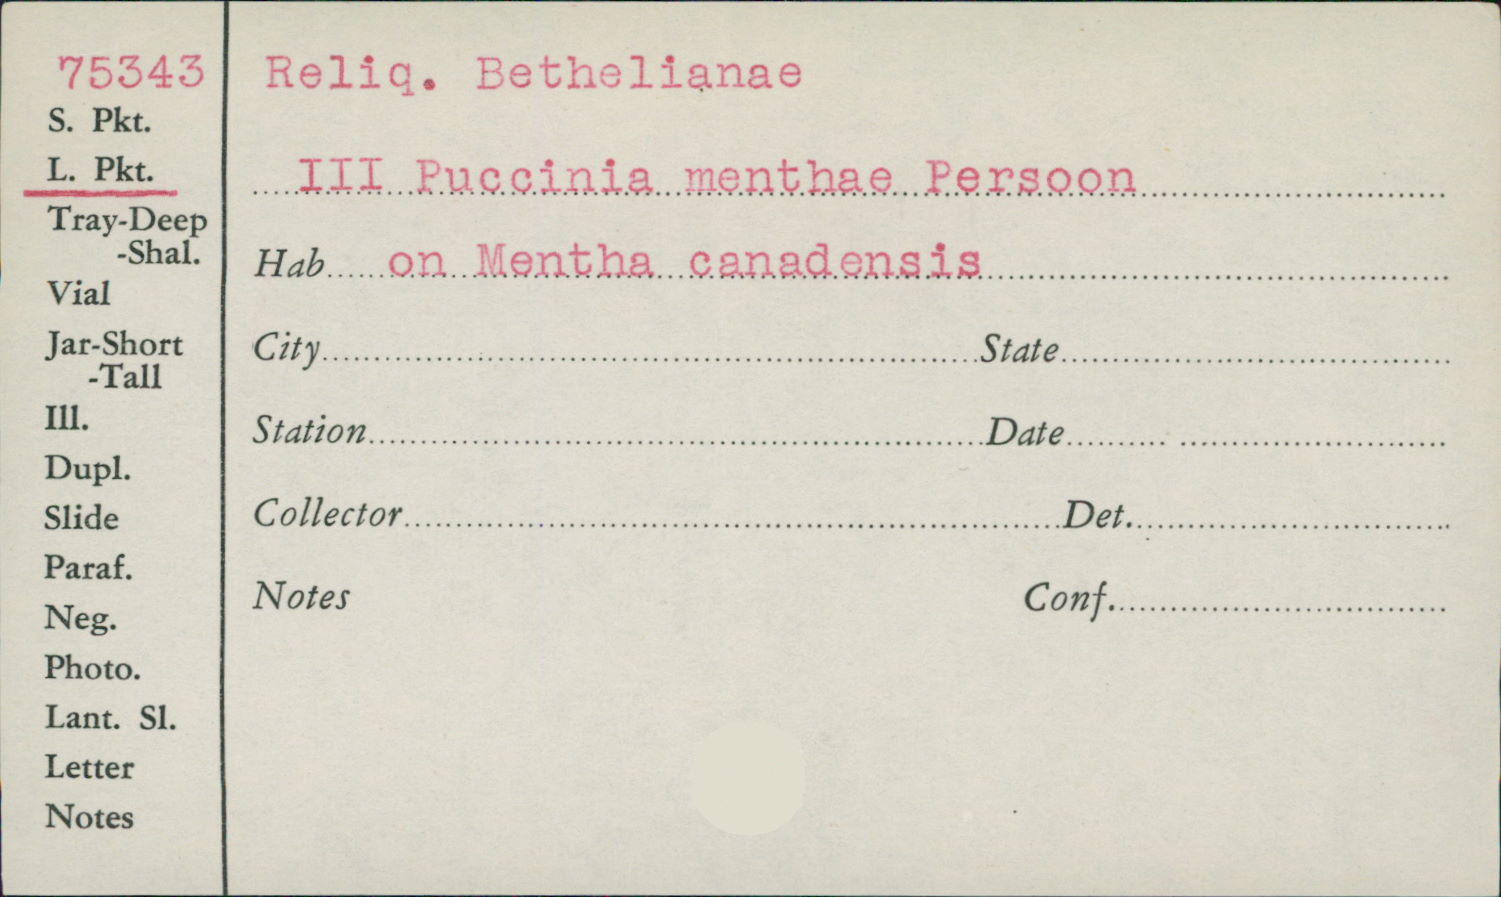 75343
S. Pkt.
L. Pkt.
Tray-Deep
-Shal.
Vial
Jar-Short
-Tall
Ill.
Dupl.
Slide
Paraf.
Neg.
Photo.
Lant. Sl.
Letter
Notes
Reliq. Bethelianae
III Puccinia menthae Persoon
Hab on Mentha canadensis
City State
Station Date
Collector Det.
Notes Conf.